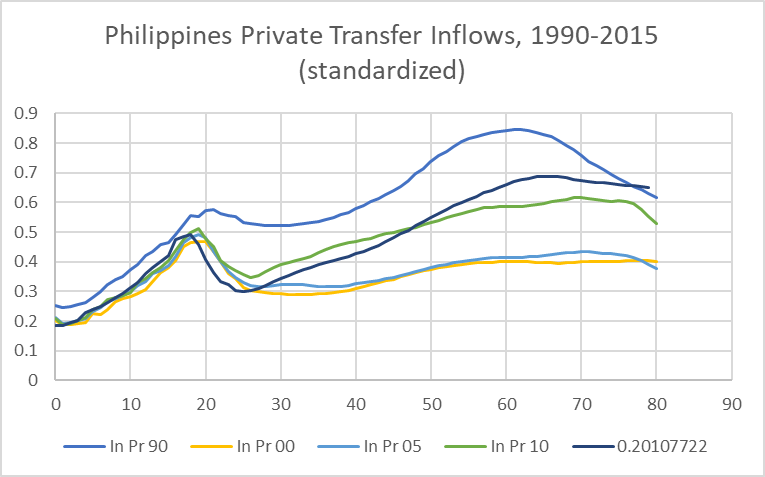 Philippines Private Transfer Inflows, 1990-2015
(standardized)
0.9
0.8
0.7
0.6
0.5
0.4
0.3
0.2
0.1
0
0 10 20 30 40 50 60 70 80 90
In Pr 90 In Pr 00 In Pr 05 In Pr 10 0.20107722